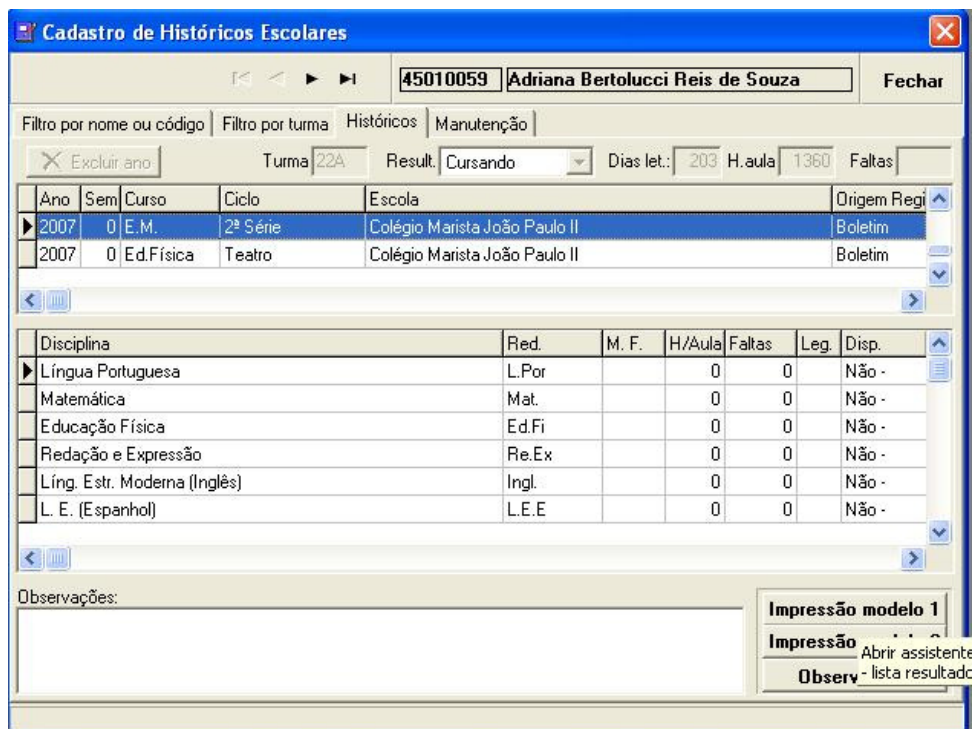 Cadastro de Históricos Escolares
45010059 Adriana Bertolucci Reis de Souza Fechar
Filtro por nome ou código Filtro por turma Históricos Manutenção
Excluir ano Turma 22A Result. Cursando Dias let.: 203 H.aula 1360 Faltas
Ano Sem Curso Ciclo Escola Origem Regi
2007 0 E.M. 2ª Série Colégio Marista João Paulo II Boletim
2007 0 Ed.Física Teatro Colégio Marista João Paulo II Boletim
Disciplina Red. M. F. H/Aula Faltas Leg. Disp.
Língua Portuguesa L.Por 0 0 Não -
Matemática Mat. 0 0 Não -
Educação Física Ed.Fi 0 0 Não -
Redação e Expressão Re.Ex 0 0 Não -
Líng. Estr. Moderna (Inglês) Ingl. 0 0 Não -
L. E. (Espanhol) L.E.E 0 0 Não -
Observações:
Impressão modelo 1
Impressão
Abrir assistente
Observ
- lista resultado